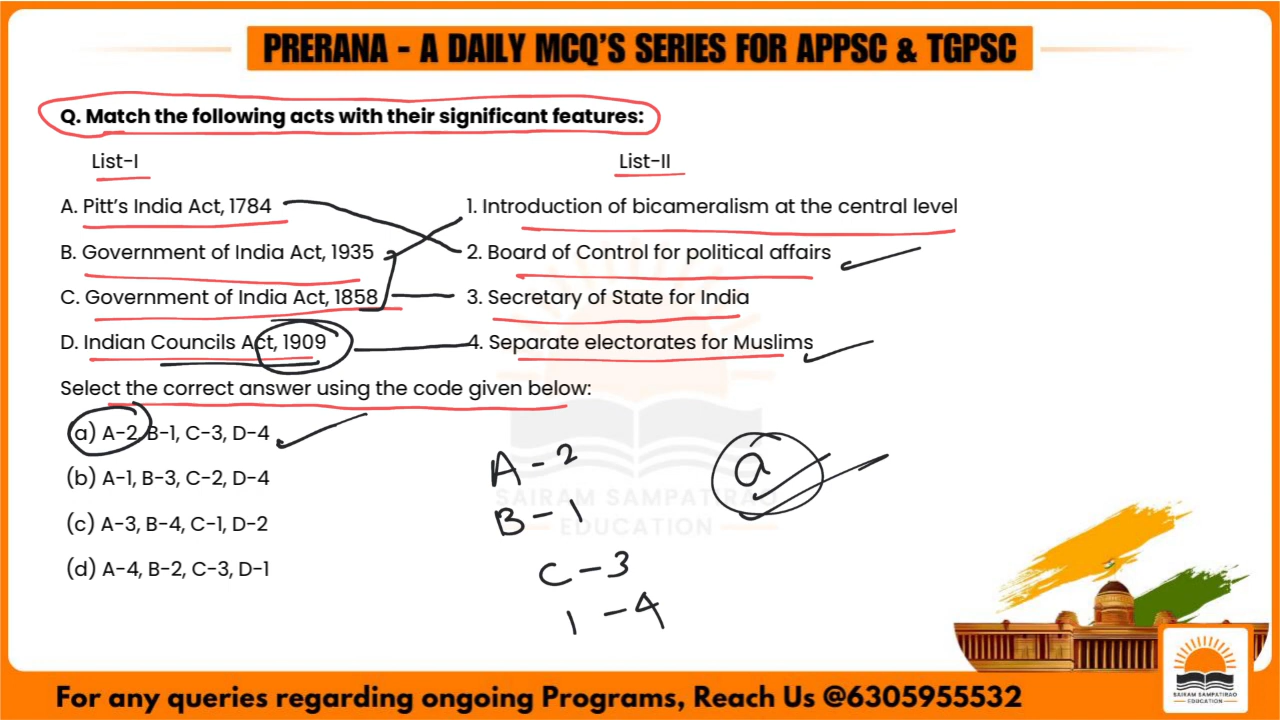 PRERANA - A DAILY MCQ'S SERIES FOR APPSC & TGPSC
Q. Match the following acts with their significant features:
List-I List-II
A. Pitt's India Act, 1784 1. Introduction of bicameralism at the central level
B. Government of India Act, 1935 2. Board of Control for political affairs
C. Government of India Act, 1858 3. Secretary of State for India
D. Indian Councils Act, 1909 4. Separate electorates for Muslims
Select the correct answer using the code given below:
(a) A-2, B-1, C-3, D-4
(b) A-1, B-3, C-2, D-4
(c) A-3, B-4, C-1, D-2
(d) A-4, B-2, C-3, D-1
A - 2
B - 1
C - 3
1 - 4
a
SAIRAM SAMPATIRAO
EDUCATION
SAIRAM SAMPATIRAO
EDUCATION
For any queries regarding ongoing Programs, Reach Us @6305955532